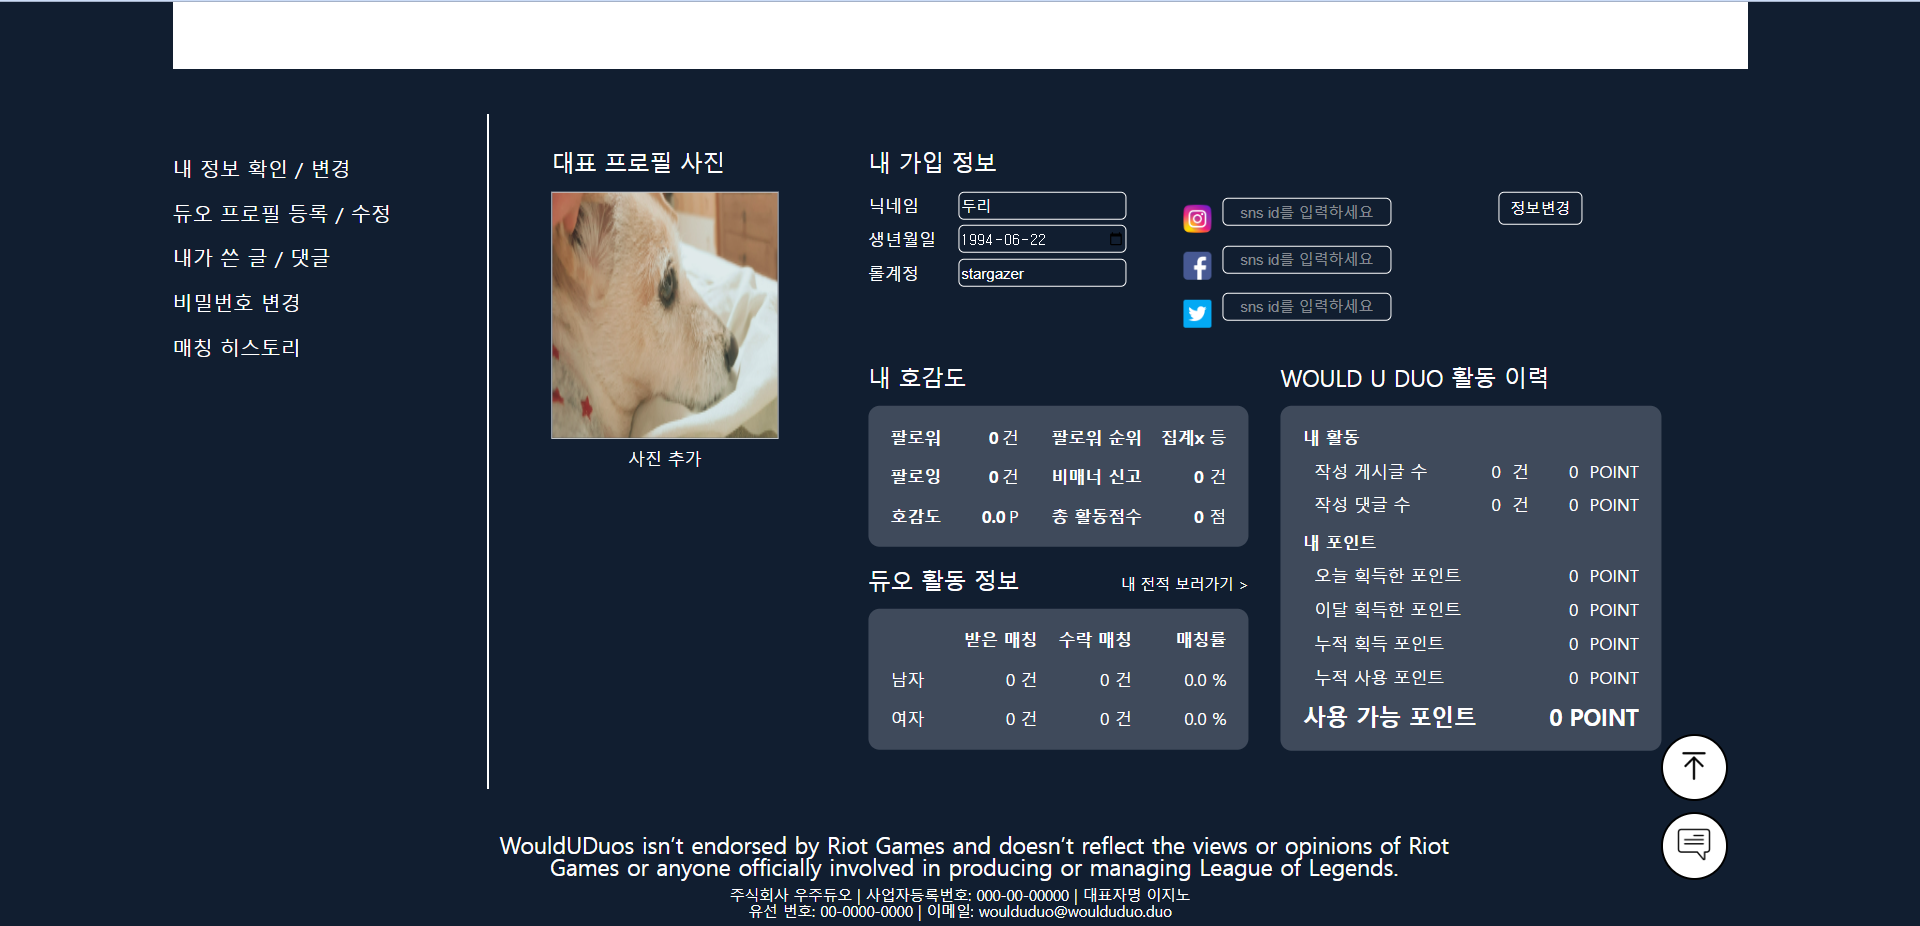 내 정보 확인 / 변경
듀오 프로필 등록 / 수정
내가 쓴 글 / 댓글
비밀번호 변경
매칭 히스토리
대표 프로필 사진
사진 추가
내 가입 정보
닉네임 두리
생년월일 1994-06-22
롤계정 stargazer
sns id를 입력하세요
sns id를 입력하세요
sns id를 입력하세요
정보변경
내 호감도
팔로워 0 건 팔로워 순위 집계x 등
팔로잉 0 건 비매너 신고 0 건
호감도 0.0 P 총 활동점수 0 점
듀오 활동 정보 내 전적 보러가기 >
받은 매칭 수락 매칭 매칭률
남자 0 건 0 건 0.0 %
여자 0 건 0 건 0.0 %
WOULD U DUO 활동 이력
내 활동
작성 게시글 수 0 건 0 POINT
작성 댓글 수 0 건 0 POINT
내 포인트
오늘 획득한 포인트 0 POINT
이달 획득한 포인트 0 POINT
누적 획득 포인트 0 POINT
누적 사용 포인트 0 POINT
사용 가능 포인트 0 POINT
WouldUDuos isn’t endorsed by Riot Games and doesn’t reflect the views or opinions of Riot
Games or anyone officially involved in producing or managing League of Legends.
주식회사 우주듀오 | 사업자등록번호: 000-00-00000 | 대표자명 이지노
유선 번호: 00-0000-0000 | 이메일: woulduduo@woulduduo.duo